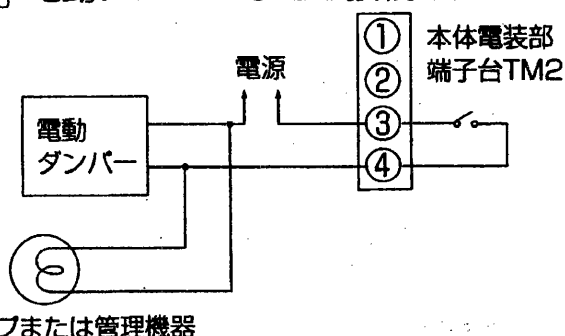 電源
① 本体電装部
② 端子台TM2
③
④
電動
ダンパー
プまたは管理機器